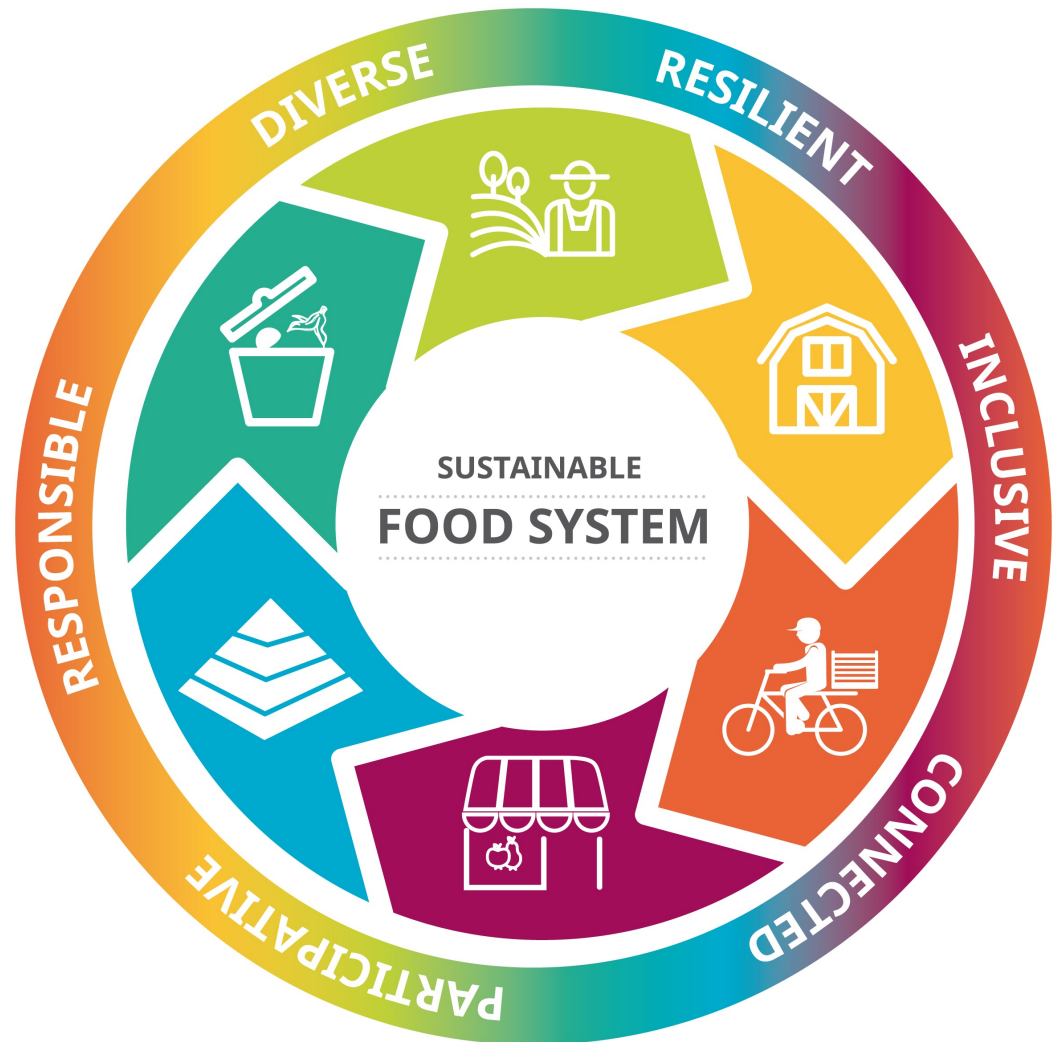 DIVERSE
RESILIENT
INCLUSIVE
CONNECTED
PARTICIPATIVE
RESPONSIBLE
SUSTAINABLE
FOOD SYSTEM